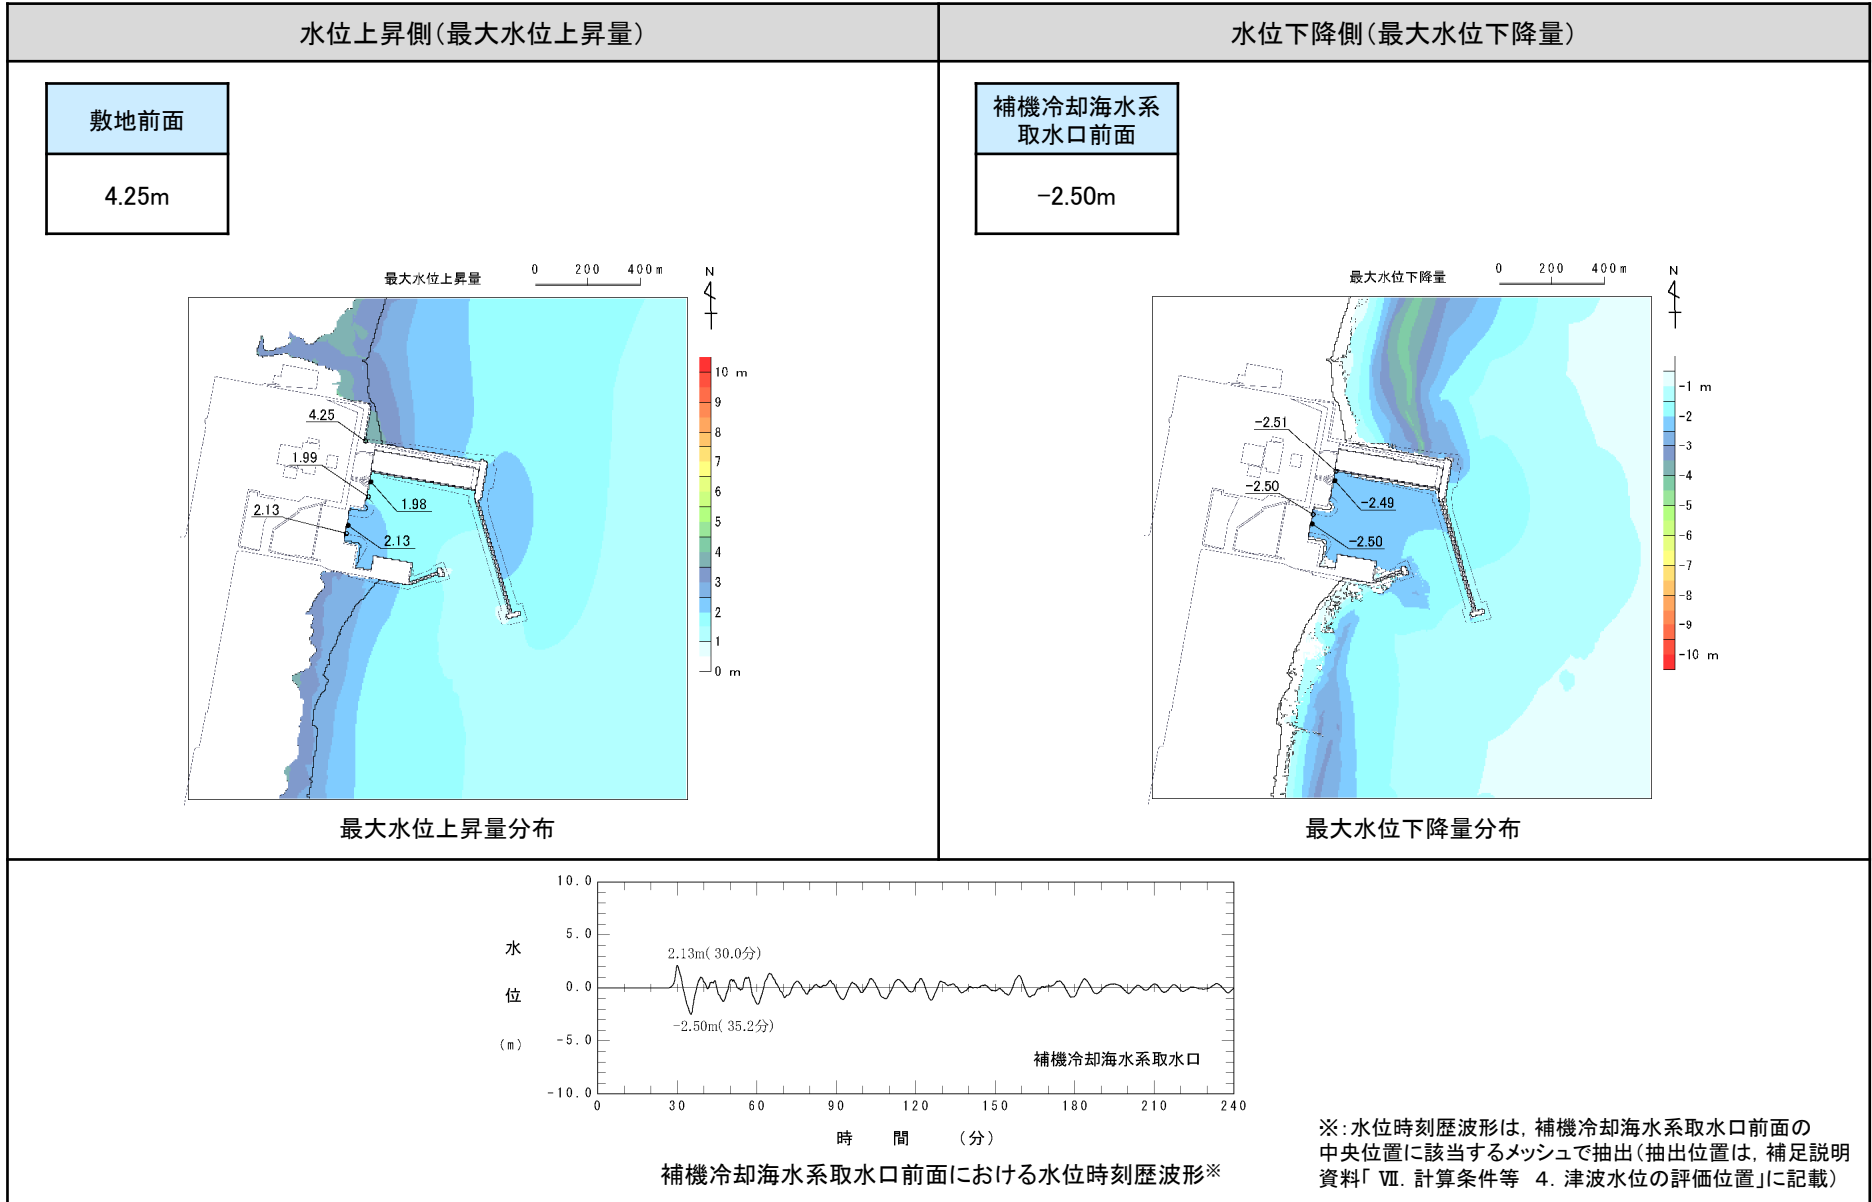 水位上昇側(最大水位上昇量)
水位下降側(最大水位下降量)
敷地前面
4.25m
補機冷却海水系
取水口前面
-2.50m
最大水位上昇量
0 200 400m
N
4.25
1.99
1.98
2.13
2.13
10 m
9
8
7
6
5
4
3
2
1
0 m
最大水位上昇量分布
最大水位下降量
0 200 400m
N
-2.51
-2.50
-2.49
-2.50
-1 m
-2
-3
-4
-5
-6
-7
-8
-9
-10 m
最大水位下降量分布
水位(m)
10.0
5.0
0.0
-5.0
-10.0
2.13m( 30.0分)
-2.50m( 35.2分)
補機冷却海水系取水口
0 30 60 90 120 150 180 210 240
時 間 (分)
補機冷却海水系取水口前面における水位時刻歴波形※
※:水位時刻歴波形は,補機冷却海水系取水口前面の
中央位置に該当するメッシュで抽出(抽出位置は,補足説明
資料「 Ⅶ. 計算条件等 4. 津波水位の評価位置」に記載)